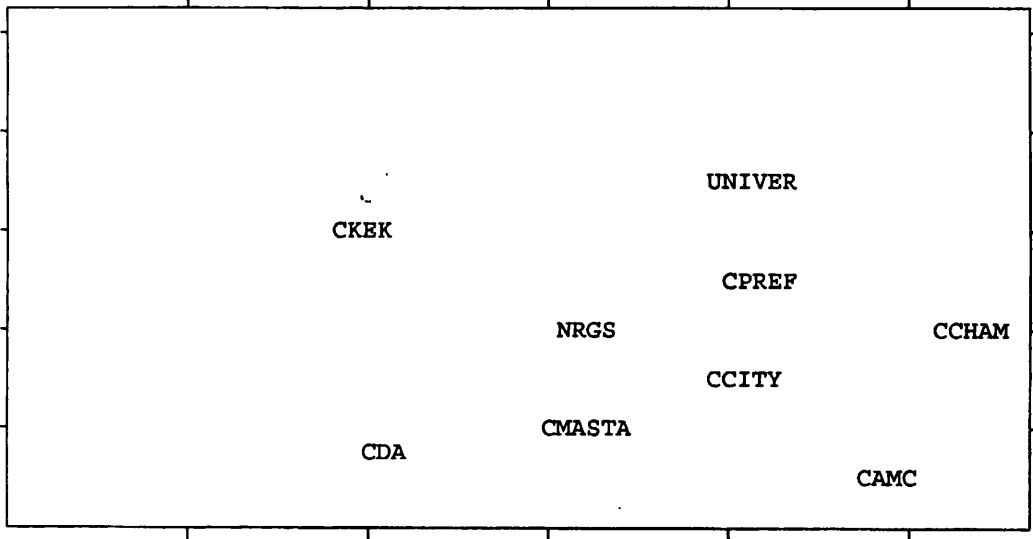 UNIVER
CKEK
CPREF
NRGS
CCHAM
CCITY
CMASTA
CDA
CAMC